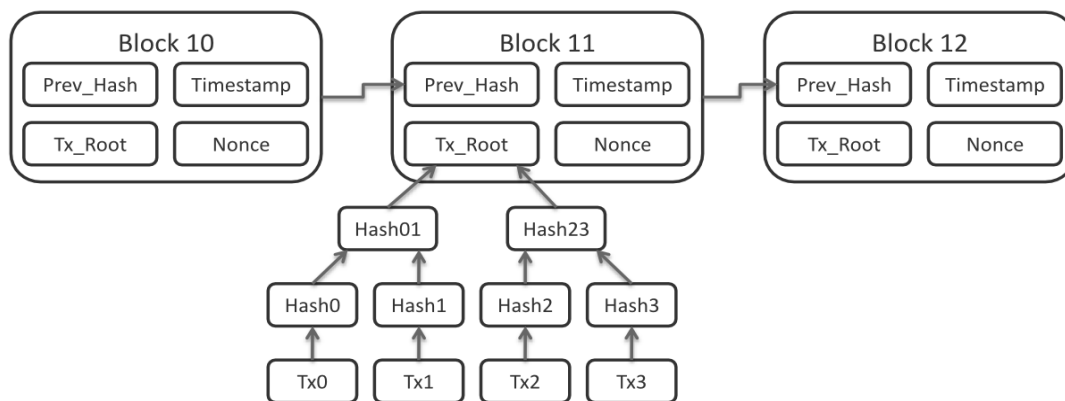 Block 10
Prev_Hash
Timestamp
Tx_Root
Nonce
Block 11
Prev_Hash
Timestamp
Tx_Root
Nonce
Block 12
Prev_Hash
Timestamp
Tx_Root
Nonce
Hash01
Hash23
Hash0
Hash1
Hash2
Hash3
Tx0
Tx1
Tx2
Tx3